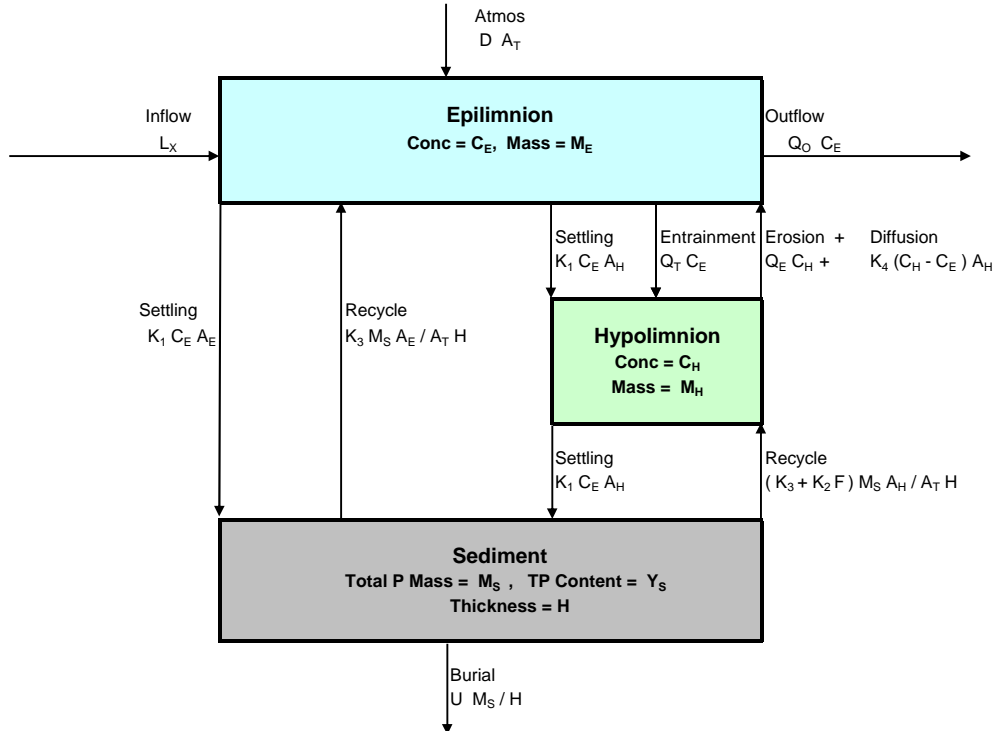 Atmos
D A_T
Epilimnion
Conc = C_E, Mass = M_E
Inflow
L_X
Outflow
Q_O C_E
Settling
K_1 C_E A_E
Recycle
K_3 M_S A_E / A_T H
Settling
K_1 C_E A_H
Entrainment
Q_T C_E
Erosion + Diffusion
Q_E C_H + K_4 (C_H - C_E ) A_H
Hypolimnion
Conc = C_H
Mass = M_H
Settling
K_1 C_E A_H
Recycle
( K_3 + K_2 F ) M_S A_H / A_T H
Sediment
Total P Mass = M_S , TP Content = Y_S
Thickness = H
Burial
U M_S / H